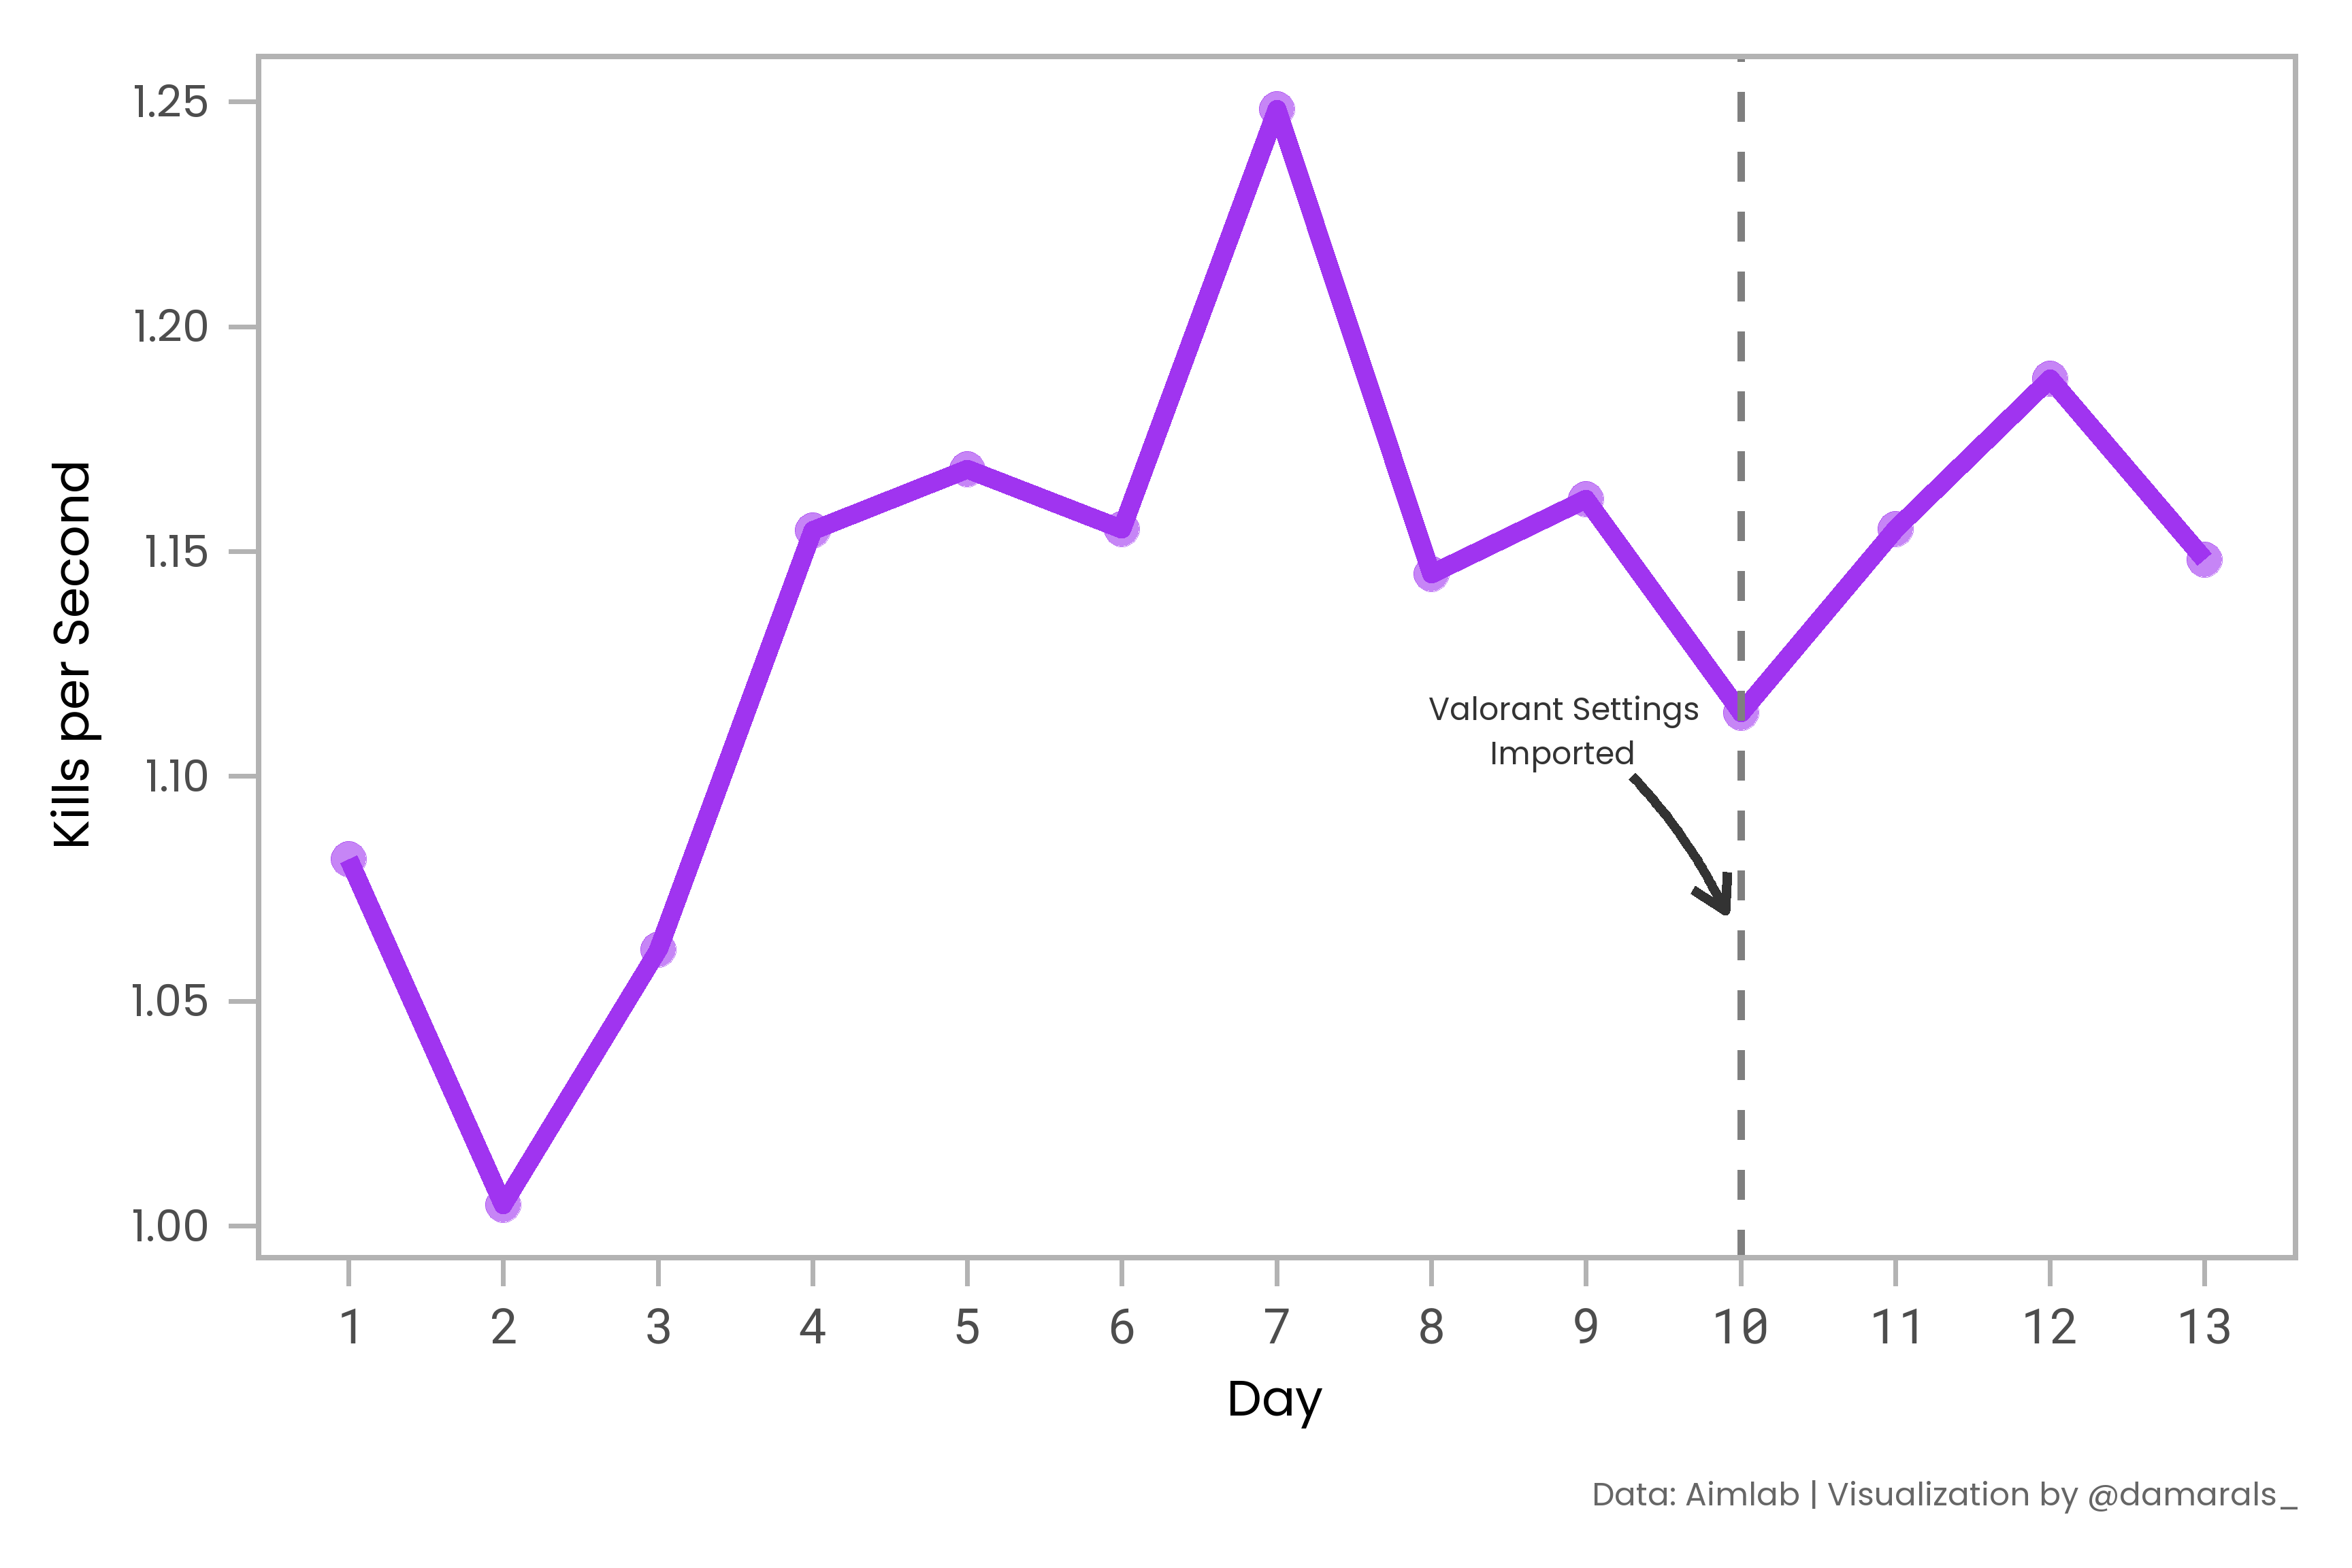 Kills per Second
1.25
1.20
1.15
1.10
1.05
1.00
Valorant Settings
Imported
1 2 3 4 5 6 7 8 9 10 11 12 13
Day
Data: Aimlab | Visualization by @damarals_